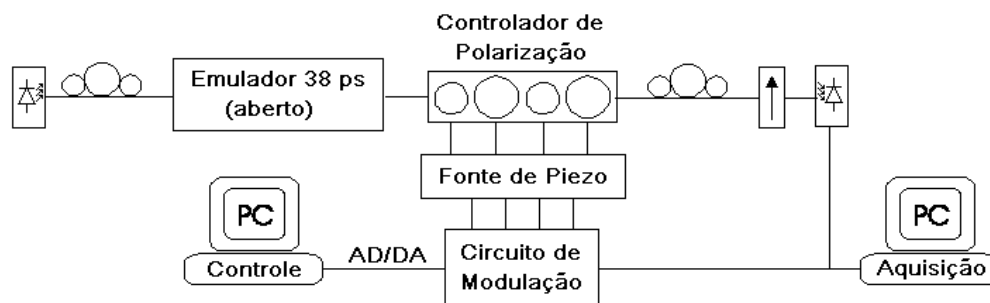 Controlador de
Polarização
Emulador 38 ps
(aberto)
Fonte de Piezo
PC
PC
Controle
AD/DA
Circuito de
Modulação
Aquisição